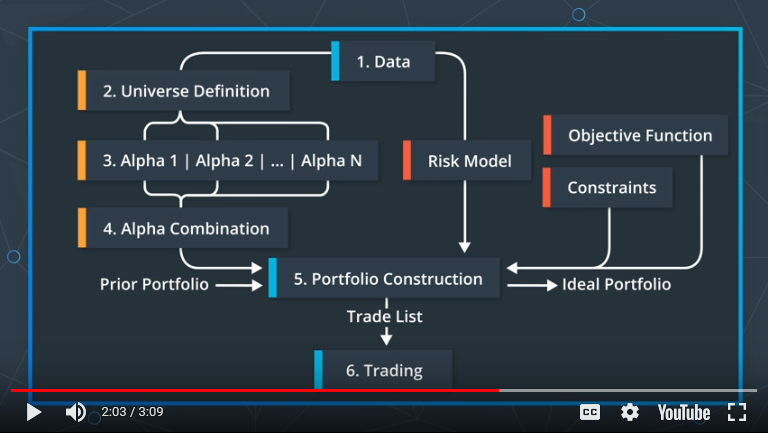 1. Data
2. Universe Definition
3. Alpha 1 | Alpha 2 | ... | Alpha N
Risk Model
Objective Function
Constraints
4. Alpha Combination
Prior Portfolio
5. Portfolio Construction
Ideal Portfolio
Trade List
6. Trading
2:03 / 3:09
CC
YouTube